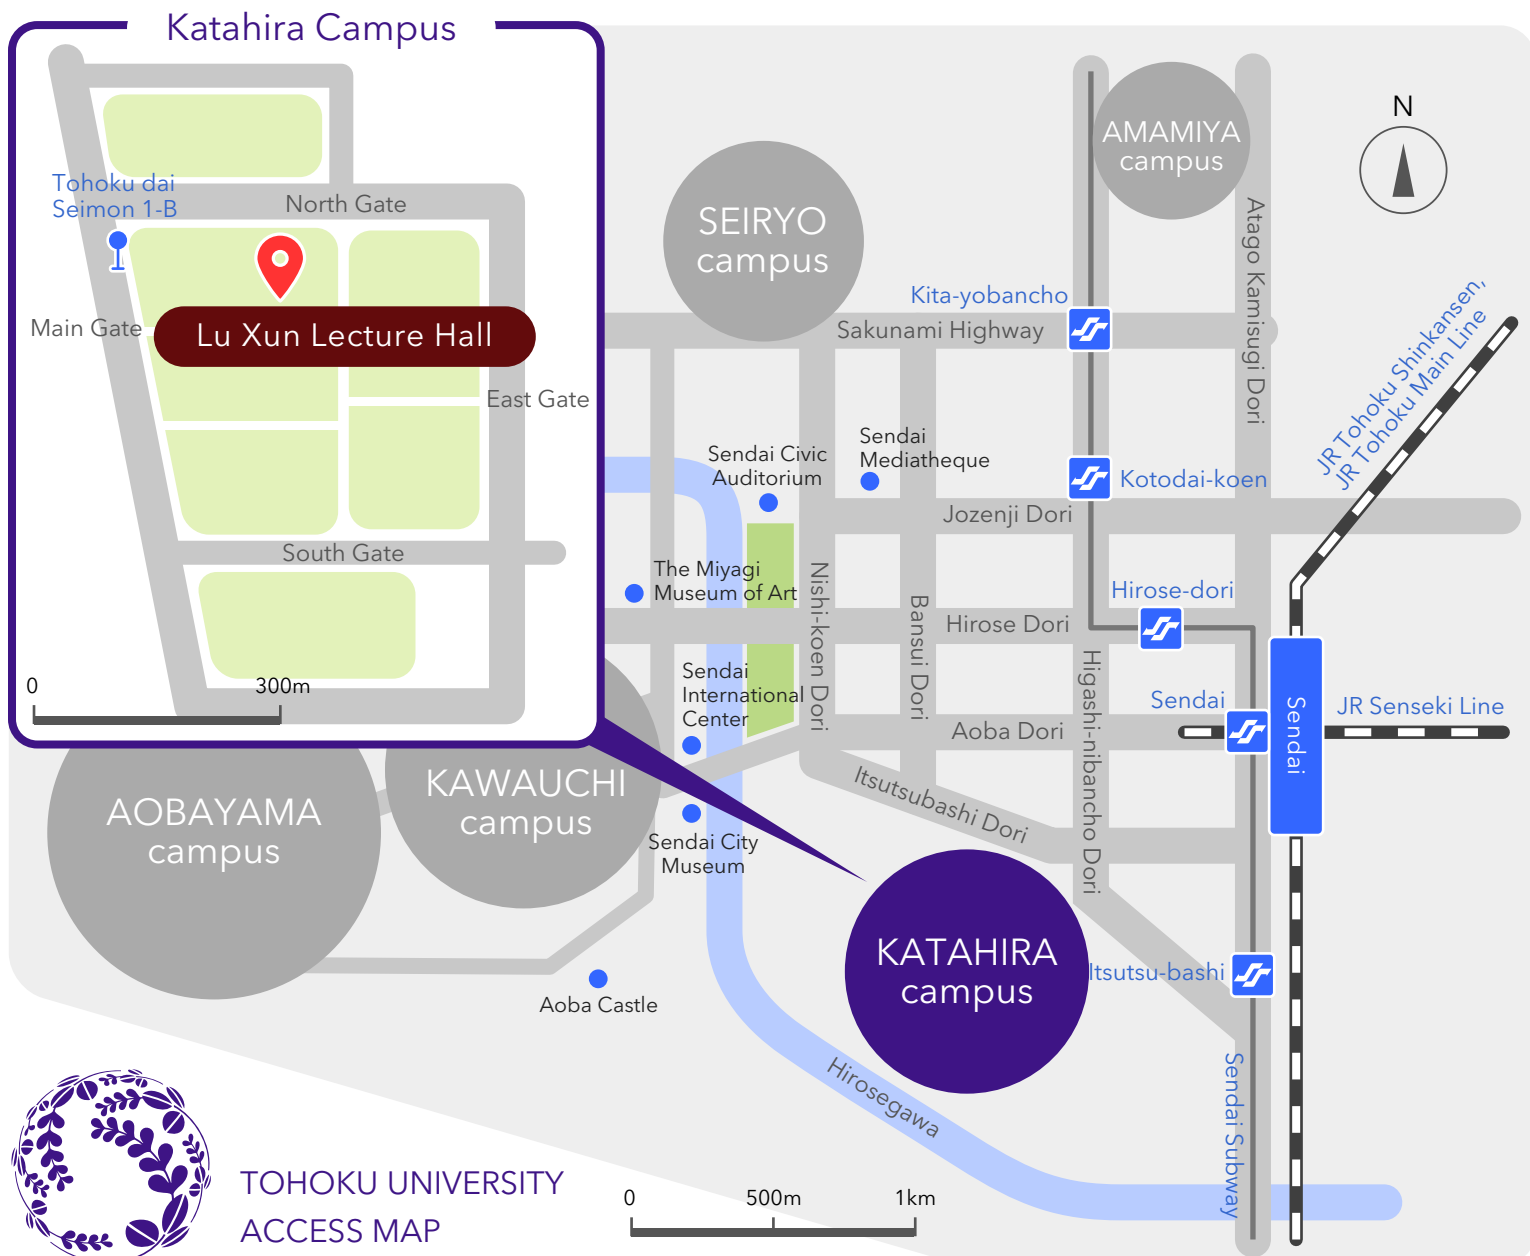 Katahira Campus
Tohoku dai
Seimon 1-B
North Gate
Main Gate
Lu Xun Lecture Hall
East Gate
South Gate
0
300m
N
AMAMIYA
campus
SEIRYO
campus
Atago Kamisugi Dori
Kita-yobancho
Sakunami Highway
JR Tohoku Shinkansen,
JR Tohoku Main Line
Sendai
Mediatheque
Sendai Civic
Auditorium
Kotodai-koen
Jozenji Dori
The Miyagi
Museum of Art
Nishi-koen Dori
Bansui Dori
Hirose-dori
Hirose Dori
Higashi-nibancho Dori
Sendai
International
Center
Sendai
Sendai
JR Senseki Line
Aoba Dori
Itsutsubashi Dori
AOBAYAMA
campus
KAWAUCHI
campus
Sendai City
Museum
KATAHIRA
campus
Itsutsu-bashi
Aoba Castle
Hirosegawa
Sendai Subway
TOHOKU UNIVERSITY
ACCESS MAP
0
500m
1km